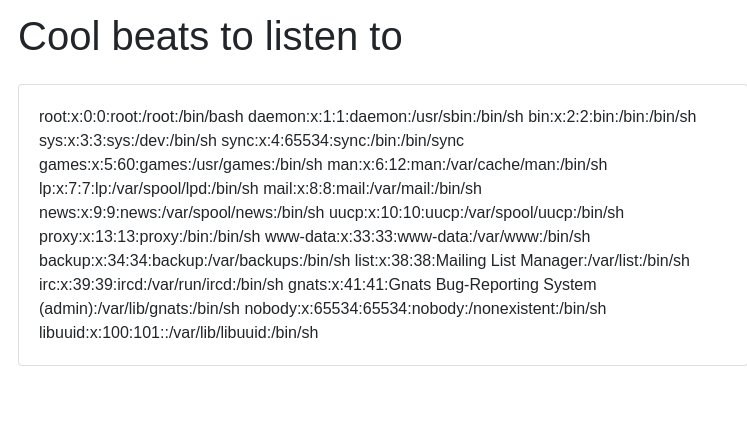 Cool beats to listen to
root:x:0:0:root:/root:/bin/bash daemon:x:1:1:daemon:/usr/sbin:/bin/sh bin:x:2:2:bin:/bin:/bin/sh
sys:x:3:3:sys:/dev:/bin/sh sync:x:4:65534:sync:/bin:/bin/sync
games:x:5:60:games:/usr/games:/bin/sh man:x:6:12:man:/var/cache/man:/bin/sh
lp:x:7:7:lp:/var/spool/lpd:/bin/sh mail:x:8:8:mail:/var/mail:/bin/sh
news:x:9:9:news:/var/spool/news:/bin/sh uucp:x:10:10:uucp:/var/spool/uucp:/bin/sh
proxy:x:13:13:proxy:/bin:/bin/sh www-data:x:33:33:www-data:/var/www:/bin/sh
backup:x:34:34:backup:/var/backups:/bin/sh list:x:38:38:Mailing List Manager:/var/list:/bin/sh
irc:x:39:39:ircd:/var/run/ircd:/bin/sh gnats:x:41:41:Gnats Bug-Reporting System
(admin):/var/lib/gnats:/bin/sh nobody:x:65534:65534:nobody:/nonexistent:/bin/sh
libuuid:x:100:101::/var/lib/libuuid:/bin/sh